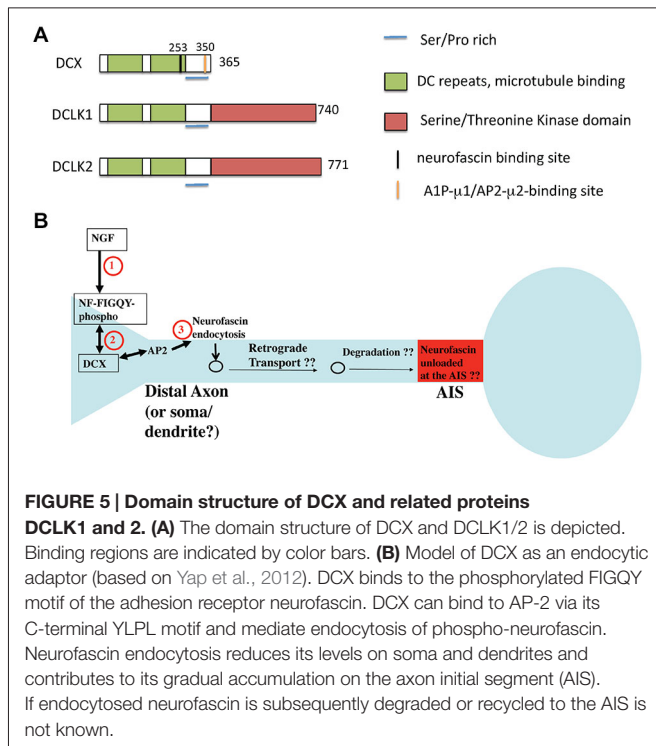 A
253 350
DCX
365
DCLK1
740
DCLK2
771
Ser/Pro rich
DC repeats, microtubule binding
Serine/Threonine Kinase domain
neurofascin binding site
A1P-μ1/AP2-μ2-binding site
B
NGF
1
NF-FIGQY-
phospho
2
DCX
AP2
3
Neurofascin
endocytosis
Retrograde
Transport ??
Degradation ??
Neurofascin
unloaded
at the AIS ??
AIS
Distal Axon
(or soma/
dendrite?)
FIGURE 5 | Domain structure of DCX and related proteins
DCLK1 and 2. (A) The domain structure of DCX and DCLK1/2 is depicted.
Binding regions are indicated by color bars. (B) Model of DCX as an endocytic
adaptor (based on Yap et al., 2012). DCX binds to the phosphorylated FIGQY
motif of the adhesion receptor neurofascin. DCX can bind to AP-2 via its
C-terminal YLPL motif and mediate endocytosis of phospho-neurofascin.
Neurofascin endocytosis reduces its levels on soma and dendrites and
contributes to its gradual accumulation on the axon initial segment (AIS).
If endocytosed neurofascin is subsequently degraded or recycled to the AIS is
not known.